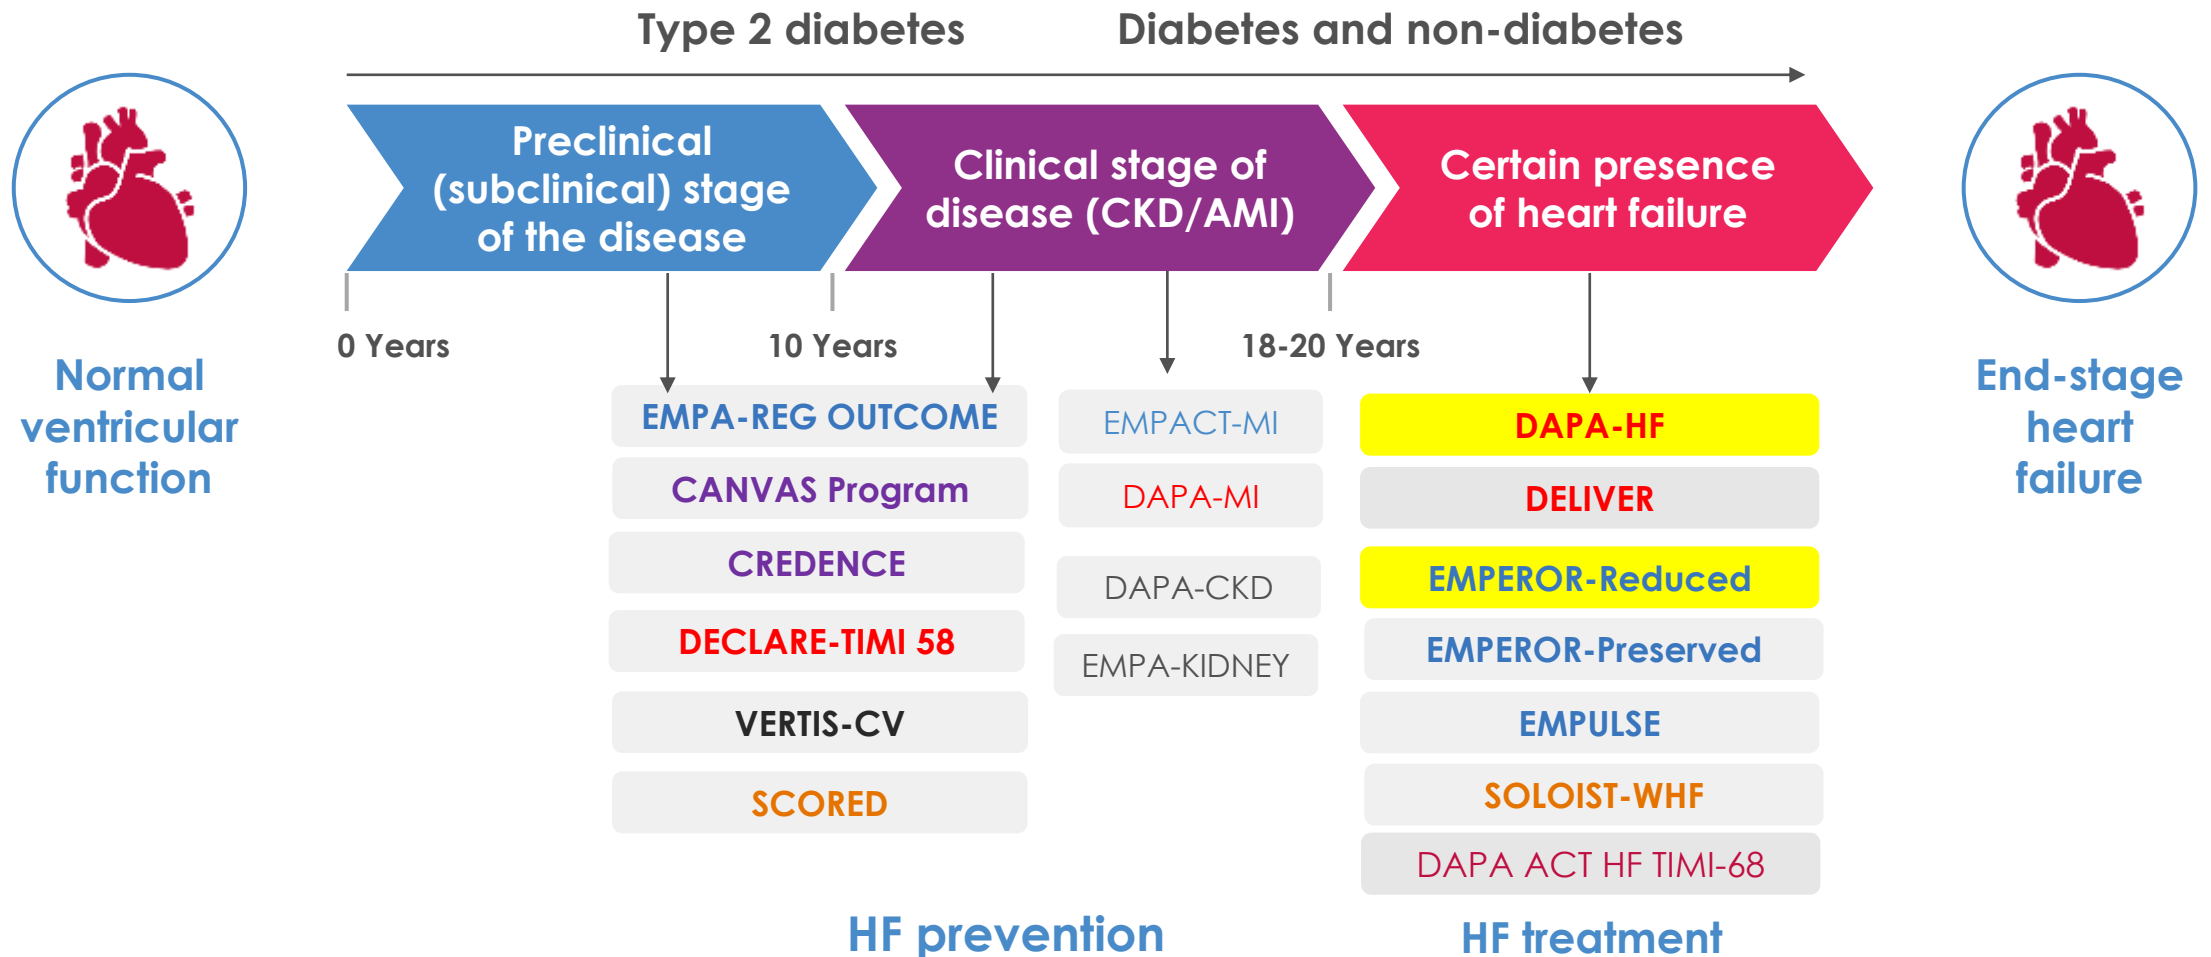 Type 2 diabetes
Diabetes and non-diabetes
Preclinical
(subclinical) stage
of the disease
Clinical stage of
disease (CKD/AMI)
Certain presence
of heart failure
0 Years
10 Years
18-20 Years
Normal
ventricular
function
End-stage
heart
failure
EMPA-REG OUTCOME
CANVAS Program
CREDENCE
DECLARE-TIMI 58
VERTIS-CV
SCORED
EMPACT-MI
DAPA-MI
DAPA-CKD
EMPA-KIDNEY
DAPA-HF
DELIVER
EMPEROR-Reduced
EMPEROR-Preserved
EMPULSE
SOLOIST-WHF
DAPA ACT HF TIMI-68
HF prevention
HF treatment